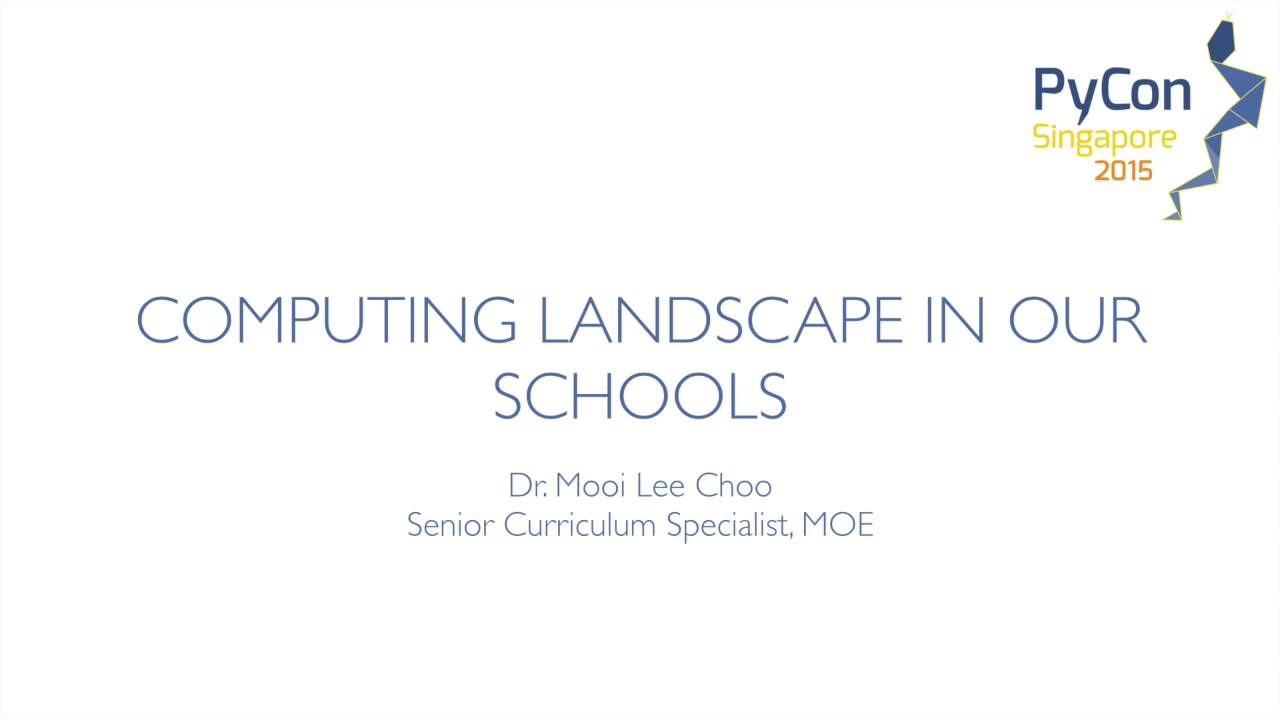 PyCon
Singapore
2015
COMPUTING LANDSCAPE IN OUR
SCHOOLS
Dr. Mooi Lee Choo
Senior Curriculum Specialist, MOE